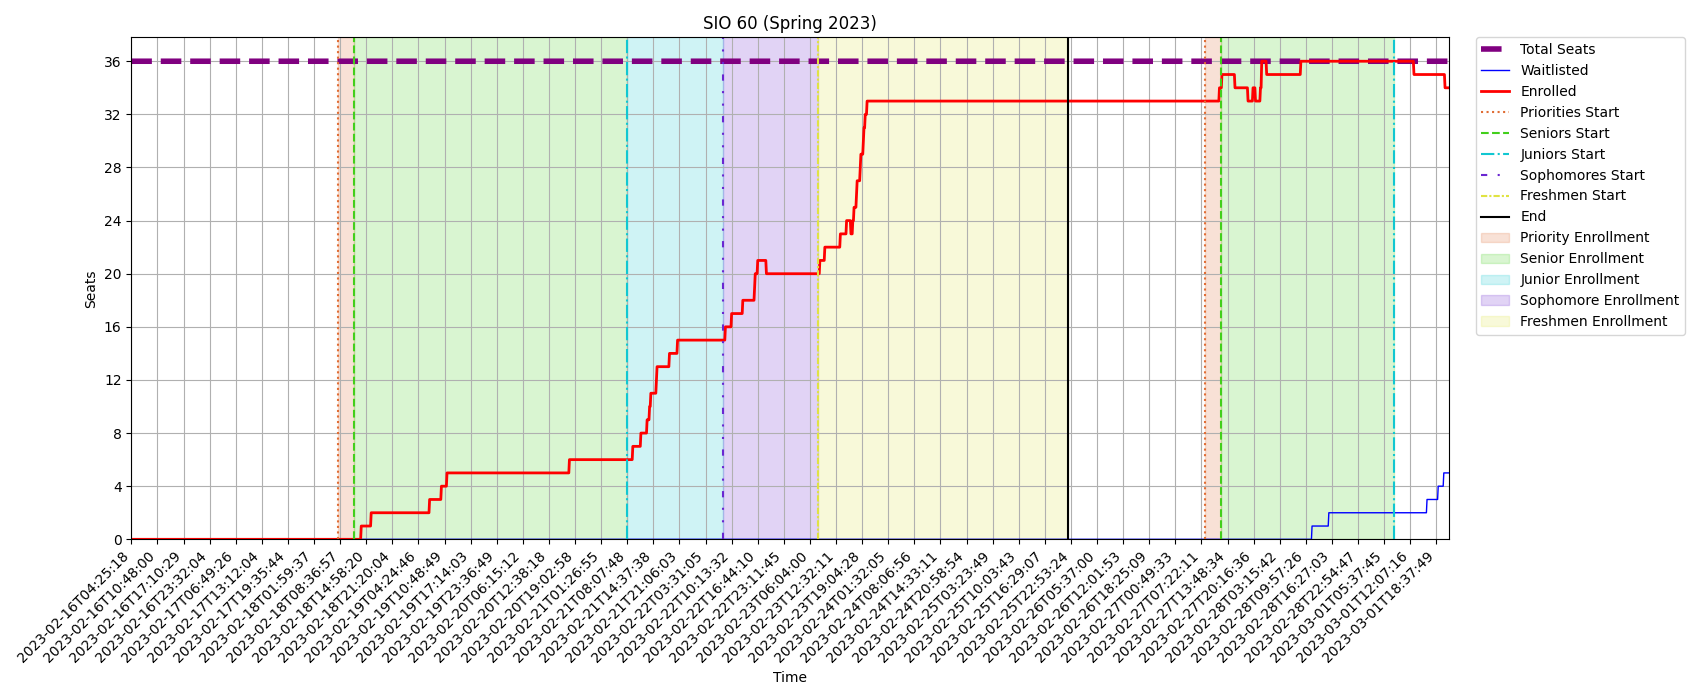 SIO 60 (Spring 2023)
Total Seats
Waitlisted
Enrolled
Priorities Start
Seniors Start
Juniors Start
Sophomores Start
Freshmen Start
End
Priority Enrollment
Senior Enrollment
Junior Enrollment
Sophomore Enrollment
Freshmen Enrollment
Seats
36
32
28
24
20
16
12
8
4
0
2023-02-16T04:25:18
2023-02-16T10:48:00
2023-02-16T17:10:29
2023-02-16T23:32:04
2023-02-17T06:49:26
2023-02-17T13:12:04
2023-02-17T19:35:44
2023-02-18T01:59:37
2023-02-18T08:36:57
2023-02-18T14:58:20
2023-02-18T21:20:04
2023-02-19T04:24:46
2023-02-19T10:48:49
2023-02-19T17:14:03
2023-02-19T23:36:49
2023-02-20T06:15:12
2023-02-20T12:38:18
2023-02-20T19:02:58
2023-02-21T01:26:55
2023-02-21T08:07:48
2023-02-21T14:37:38
2023-02-21T21:06:03
2023-02-22T03:31:05
2023-02-22T10:13:32
2023-02-22T16:44:10
2023-02-22T23:11:45
2023-02-23T06:04:00
2023-02-23T12:32:11
2023-02-23T19:04:28
2023-02-24T01:32:05
2023-02-24T08:06:56
2023-02-24T14:33:11
2023-02-24T20:58:54
2023-02-25T03:23:49
2023-02-25T10:03:43
2023-02-25T16:29:07
2023-02-25T22:53:24
2023-02-26T05:37:00
2023-02-26T12:01:53
2023-02-26T18:25:09
2023-02-27T00:49:33
2023-02-27T07:22:11
2023-02-27T13:48:34
2023-02-27T20:16:36
2023-02-28T03:15:42
2023-02-28T09:57:26
2023-02-28T16:27:03
2023-02-28T22:54:47
2023-03-01T05:37:45
2023-03-01T12:07:16
2023-03-01T18:37:49
Time